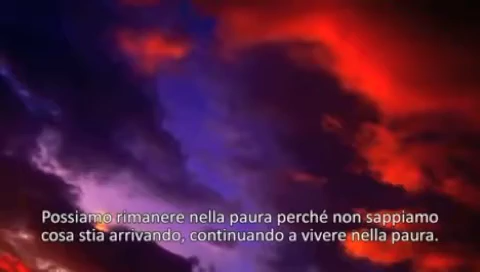 Possiamo rimanere nella paura perché non sappiamo
cosa stia arrivando, continuando a vivere nella paura.